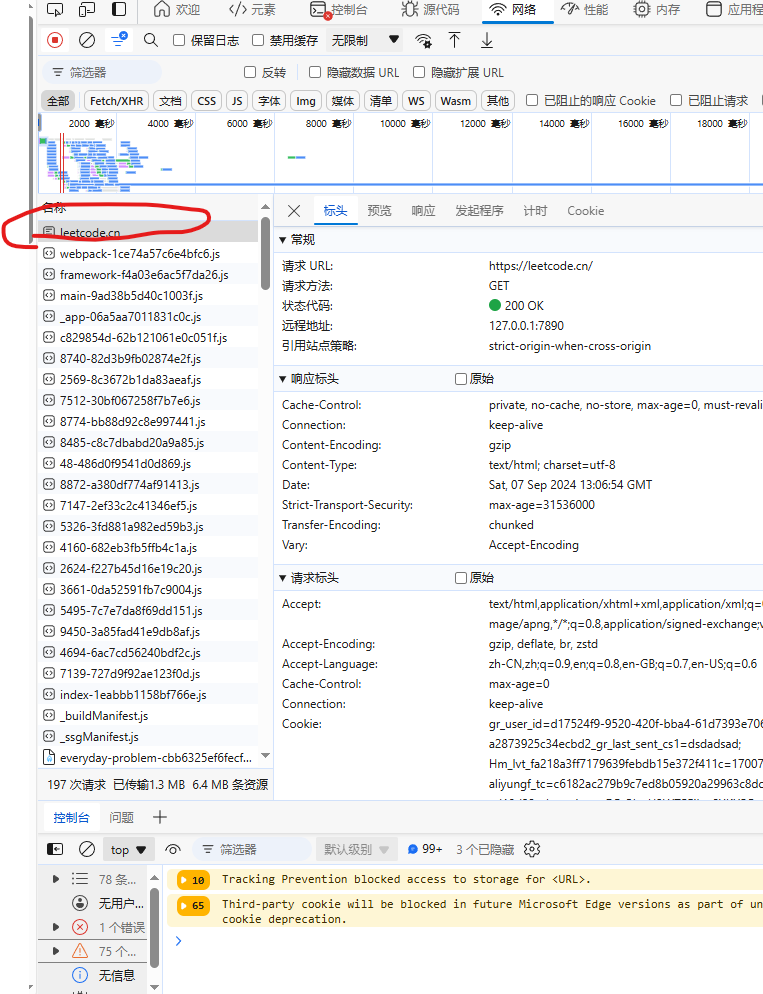 欢迎 元素 控制台 源代码 网络 性能 内存 应用程
保留日志 禁用缓存 无限制
筛选器 反转 隐藏数据 URL 隐藏扩展 URL
全部 Fetch/XHR 文档 CSS JS 字体 Img 媒体 清单 WS Wasm 其他 已阻止的响应 Cookie 已阻止请求
2000 毫秒 4000 毫秒 6000 毫秒 8000 毫秒 10000 毫秒 12000 毫秒 14000 毫秒 16000 毫秒 18000 毫秒
名称
leetcode.cn
webpack-1ce74a57c6e4bfc6.js
framework-f4a03e6ac5f7da26.js
main-9ad38b5d40c1003f.js
_app-06a5aa7011831c0c.js
c829854d-62b121061e0c051f.js
8740-82d3b9fb02874e2f.js
2569-8c3672b1da83aeaf.js
7512-30bf067258f7b7e6.js
8774-bb88d92c8e997441.js
8485-c8c7dbabd20a9a85.js
48-486d0f9541d0d869.js
8872-a380df774af91413.js
7147-2ef33c2c41346ef5.js
5326-3fd881a982ed59b3.js
4160-682eb3fb5ffb4c1a.js
2624-f227b45d16e19c20.js
3661-0da52591fb7c9004.js
5495-7c7e7da8f69dd151.js
9450-3a85fad41e9db8af.js
4694-6ac7cd56240bdf2c.js
7139-727d9f92ae123f0d.js
index-1eabbb1158bf766e.js
_buildManifest.js
_ssgManifest.js
everyday-problem-cbb6325ef6fecf...
197 次请求 已传输1.3 MB 6.4 MB 条资源
标头 预览 响应 发起程序 计时 Cookie
常规
请求 URL: https://leetcode.cn/
请求方法: GET
状态代码: 200 OK
远程地址: 127.0.0.1:7890
引用站点策略: strict-origin-when-cross-origin
响应标头 原始
Cache-Control: private, no-cache, no-store, max-age=0, must-revali
Connection: keep-alive
Content-Encoding: gzip
Content-Type: text/html; charset=utf-8
Date: Sat, 07 Sep 2024 13:06:54 GMT
Strict-Transport-Security: max-age=31536000
Transfer-Encoding: chunked
Vary: Accept-Encoding
请求标头 原始
Accept: text/html,application/xhtml+xml,application/xml;q=
mage/apng,*/*;q=0.8,application/signed-exchange;v
Accept-Encoding: gzip, deflate, br, zstd
Accept-Language: zh-CN,zh;q=0.9,en;q=0.8,en-GB;q=0.7,en-US;q=0.6
Cache-Control: max-age=0
Connection: keep-alive
Cookie: gr_user_id=d17524f9-9520-420f-bba4-61d7393e706
a2873925c34ecbd2_gr_last_sent_cs1=dsdadsad;
Hm_lvt_fa218a3ff7179639febdb15e372f411c=17007
aliyungf_tc=c6182ac279b9c7ed8b05920a29963c8dc
控制台 问题
top 筛选器 默认级别 99+ 3 个已隐藏
78 条...
无用户...
1 个错误
75 个...
无信息
10 Tracking Prevention blocked access to storage for <URL>.
65 Third-party cookie will be blocked in future Microsoft Edge versions as part of un
cookie deprecation.